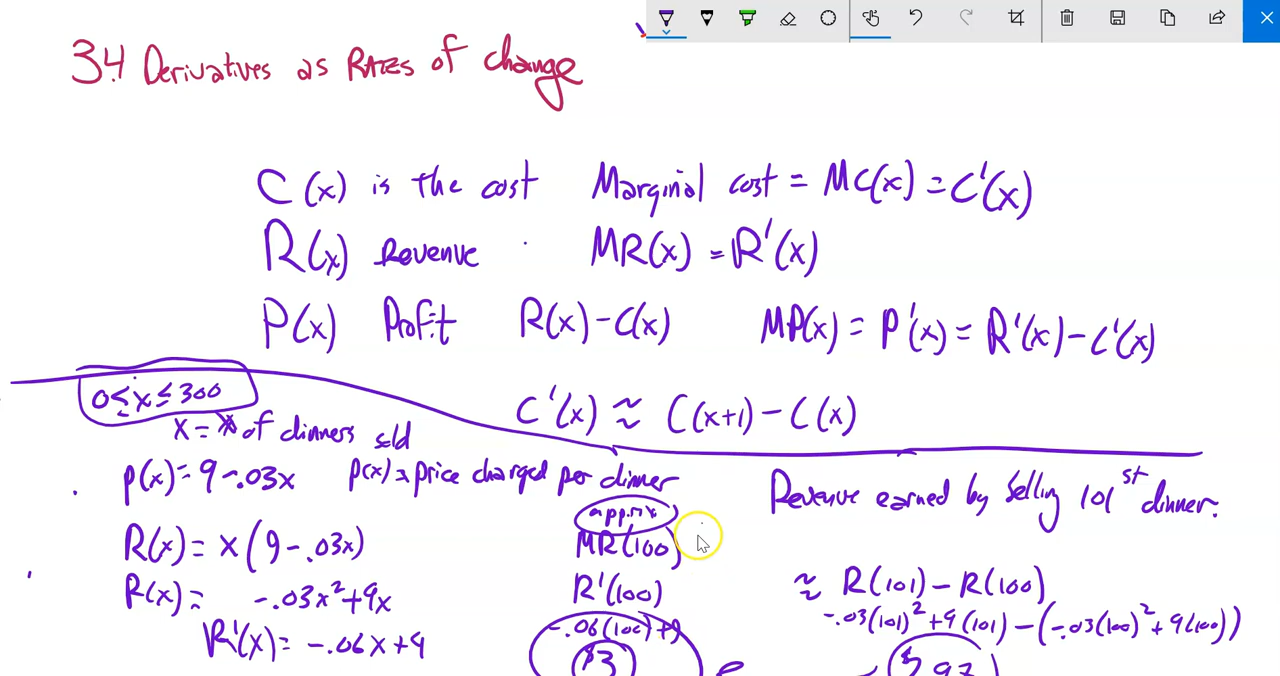 3.4 Derivatives as Rates of change
C(x) is the cost Marginal cost = MC(x) = C'(x)
R(x) Revenue MR(x) = R'(x)
P(x) Profit R(x) - C(x) MP(x) = P'(x) = R'(x) - C'(x)
0 ≤ x ≤ 300
C'(x) ≈ C(x+1) - C(x)
x = # of dinners sold
p(x) = 9 - .03x p(x) = price charged per dinner
Revenue earned by selling 101st dinner.
approx
R(x) = x(9 - .03x) MR(100)
R(x) = -.03x² + 9x R'(100) ≈ R(101) - R(100)
-.06(100) + 9 -.03(101)² + 9(101) - (-.03(100)² + 9(100))
R'(x) = -.06x + 9
$3 $2.97